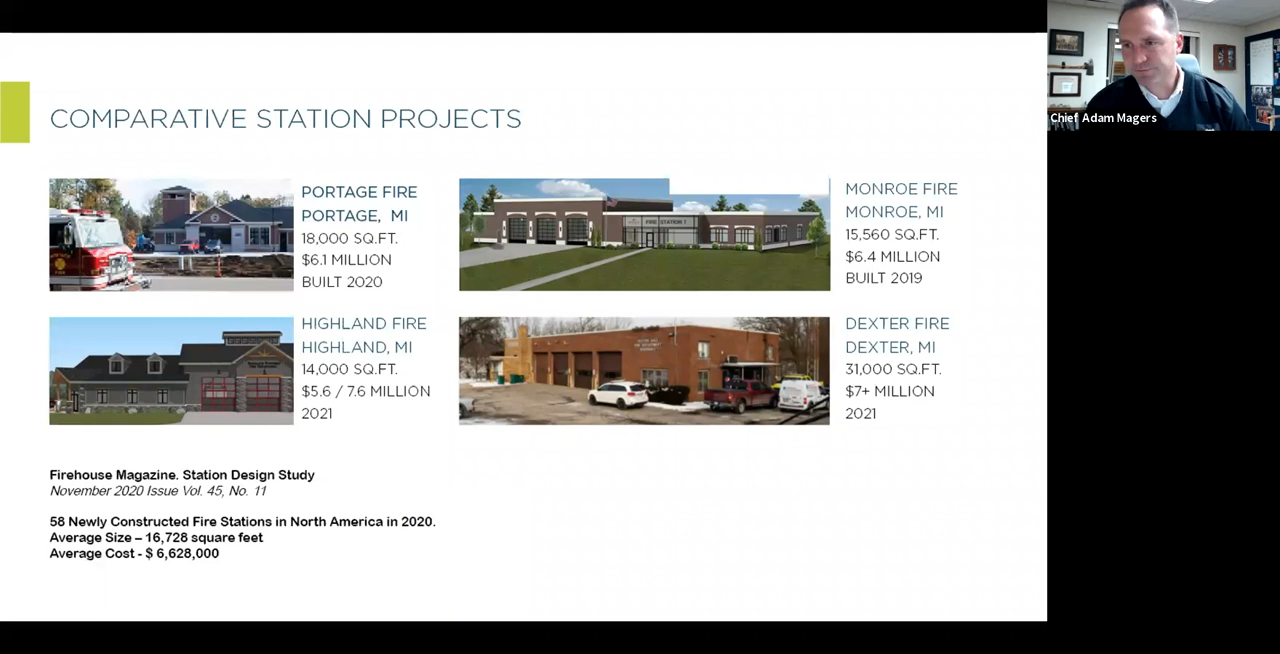 COMPARATIVE STATION PROJECTS
PORTAGE FIRE
PORTAGE, MI
18,000 SQ.FT.
$6.1 MILLION
BUILT 2020
MONROE FIRE
MONROE, MI
15,560 SQ.FT.
$6.4 MILLION
BUILT 2019
FIRE STATION 1
HIGHLAND FIRE
HIGHLAND, MI
14,000 SQ.FT.
$5.6 / 7.6 MILLION
2021
DEXTER FIRE
DEXTER, MI
31,000 SQ.FT.
$7+ MILLION
2021
Firehouse Magazine. Station Design Study
November 2020 Issue Vol. 45, No. 11
58 Newly Constructed Fire Stations in North America in 2020.
Average Size – 16,728 square feet
Average Cost - $ 6,628,000
Chief Adam Magers